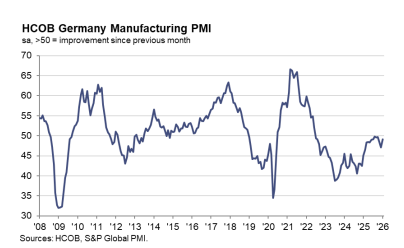 HCOB Germany Manufacturing PMI
sa, >50 = improvement since previous month
70
65
60
55
50
45
40
35
30
'08 '09 '10 '11 '12 '13 '14 '15 '16 '17 '18 '19 '20 '21 '22 '23 '24 '25 '26
Sources: HCOB, S&P Global PMI.